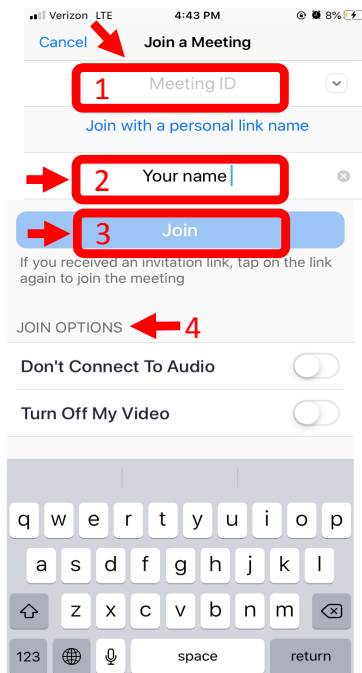 Verizon LTE 4:43 PM 8%
Cancel Join a Meeting
1 Meeting ID
Join with a personal link name
2 Your name
3 Join
If you received an invitation link, tap on the link
again to join the meeting
JOIN OPTIONS 4
Don't Connect To Audio
Turn Off My Video
q w e r t y u i o p
a s d f g h j k l
z x c v b n m
123 space return